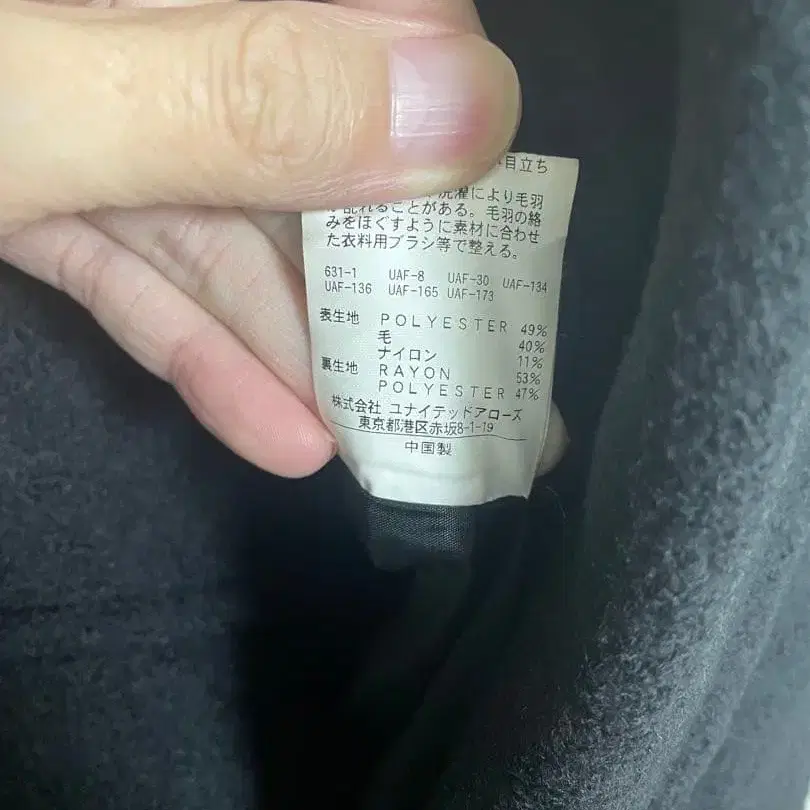 目立ち
洗濯により毛羽
が乱れることがある。毛羽の絡
みをほぐすように素材に合わせ
た衣料用ブラシ等で整える。
631-1 UAF-8 UAF-30 UAF-134
UAF-136 UAF-165 UAF-173
表生地 POLYESTER 49%
毛 40%
ナイロン 11%
裏生地 RAYON 53%
POLYESTER 47%
株式会社 ユナイテッドアローズ
東京都港区赤坂8-1-19
中国製